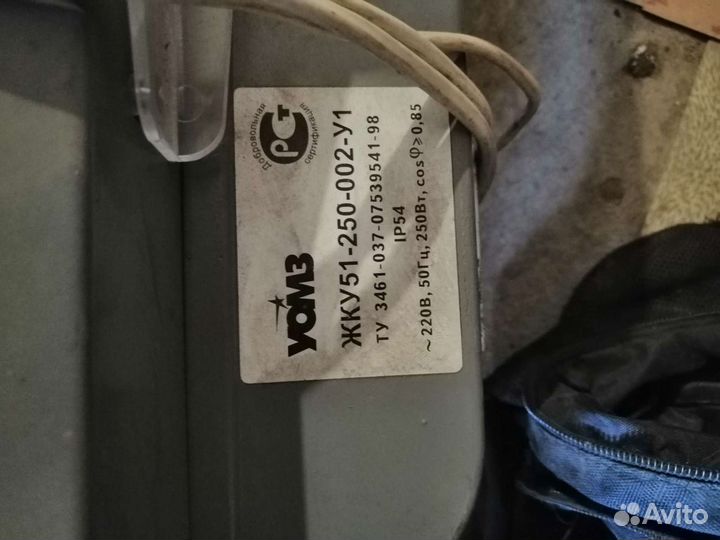 УОМЗ
Добровольная
РСт
сертификация
ЖКУ51-250-002-У1
ТУ 3461-037-07539541-98
IP54
~ 220В, 50Гц, 250Вт, cosφ⩾0,85
Avito